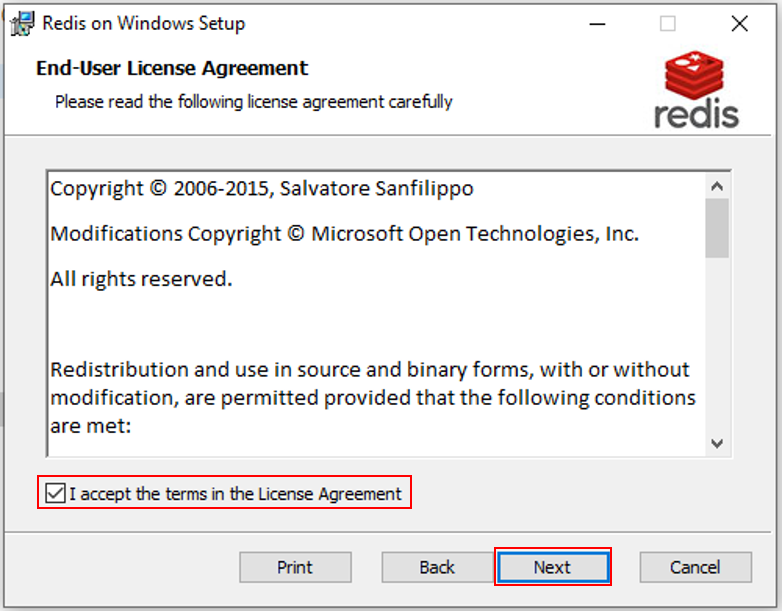 Redis on Windows Setup
End-User License Agreement
Please read the following license agreement carefully
redis
Copyright © 2006-2015, Salvatore Sanfilippo
Modifications Copyright © Microsoft Open Technologies, Inc.
All rights reserved.
Redistribution and use in source and binary forms, with or without
modification, are permitted provided that the following conditions
are met:
I accept the terms in the License Agreement
Print Back Next Cancel